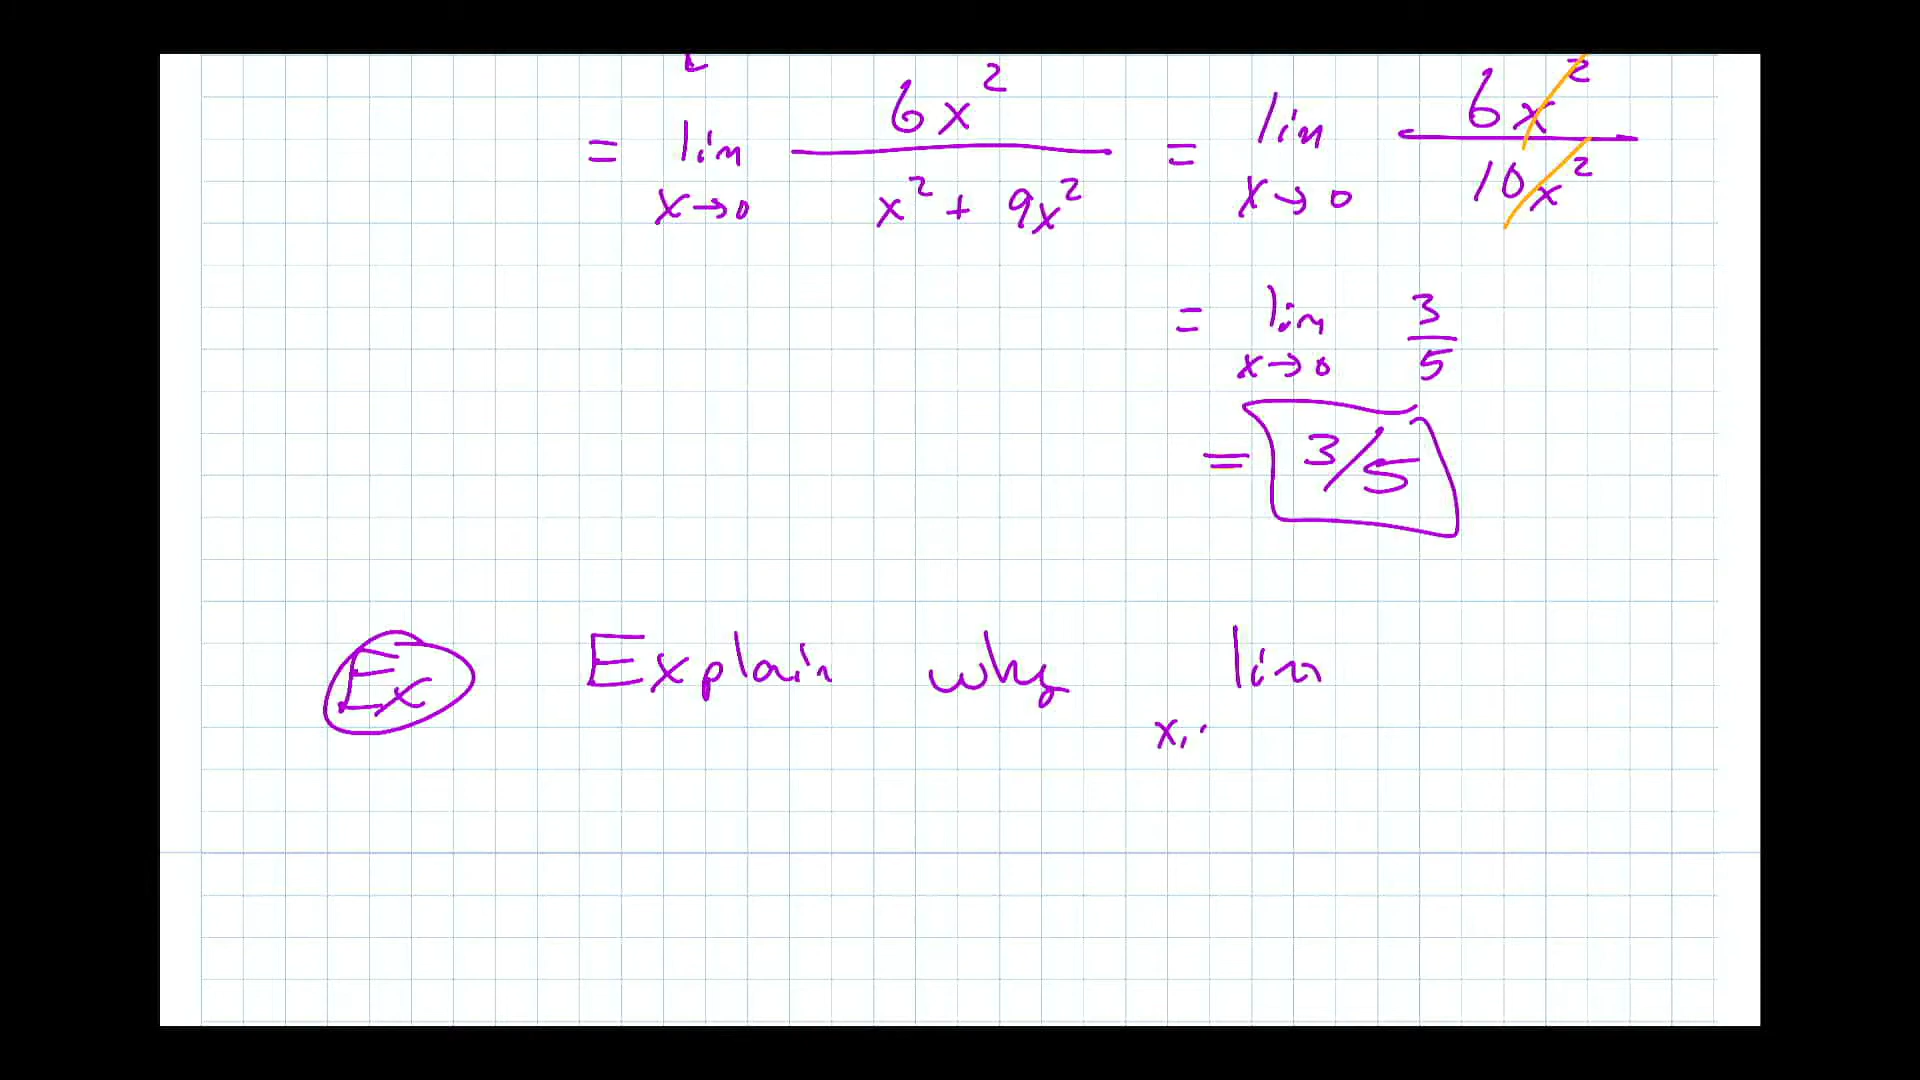 = lim x→0 6x² / x² + 9x² = lim x→0 6x² / 10x²
= lim x→0 3/5
= 3/5
Ex Explain why lim
x,